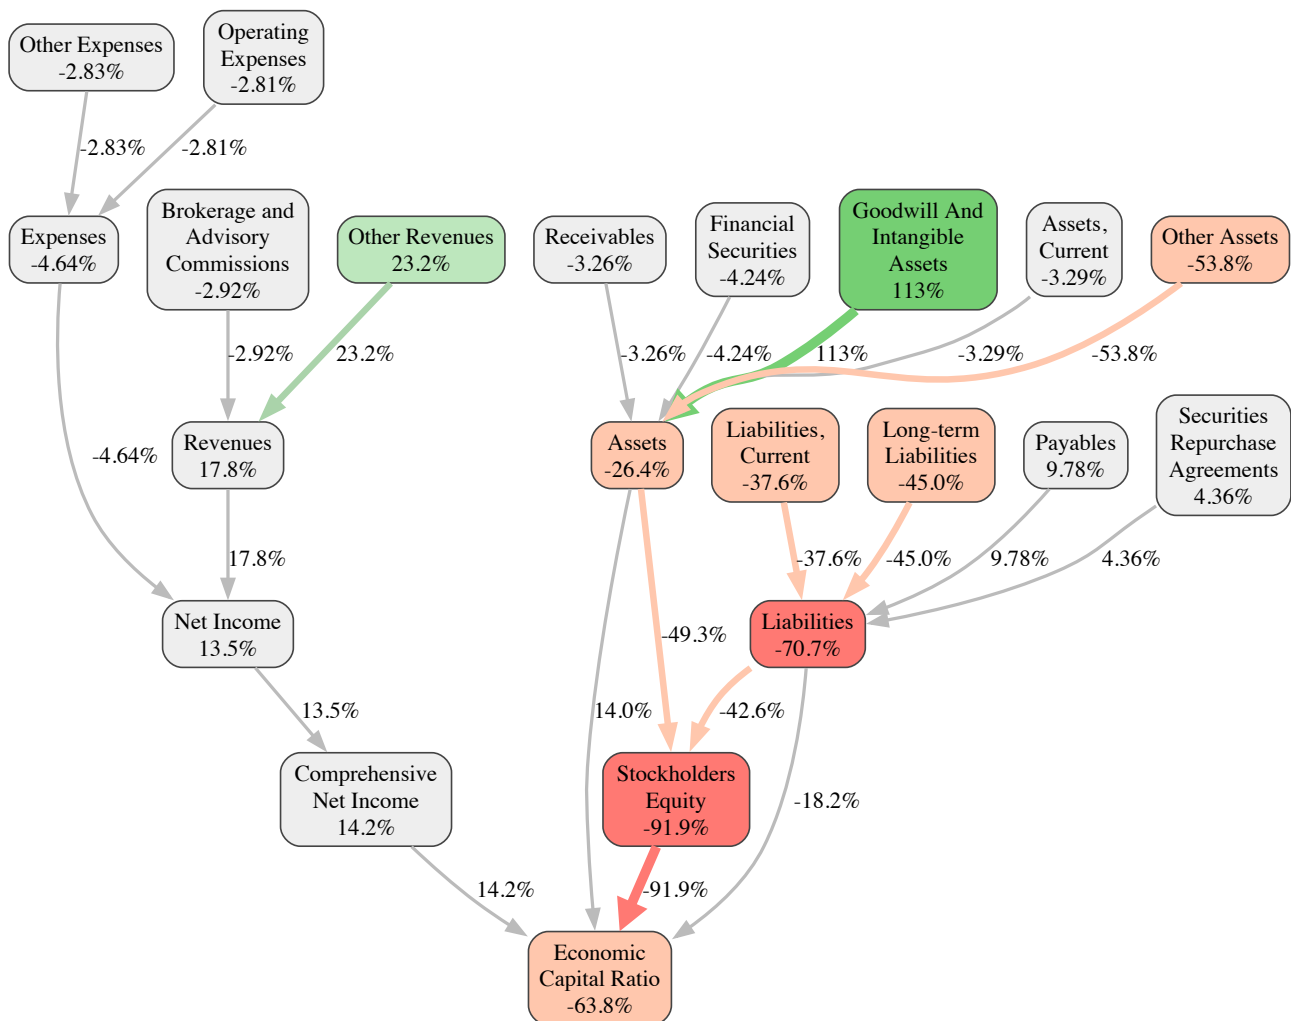 Other Expenses
-2.83%
Operating
Expenses
-2.81%
-2.83%
-2.81%
Expenses
-4.64%
Brokerage and
Advisory
Commissions
-2.92%
Other Revenues
23.2%
Receivables
-3.26%
Financial
Securities
-4.24%
Goodwill And
Intangible
Assets
113%
Assets,
Current
-3.29%
Other Assets
-53.8%
-2.92%
23.2%
-3.26%
-4.24%
113%
-3.29%
-53.8%
-4.64%
Revenues
17.8%
Assets
-26.4%
Liabilities,
Current
-37.6%
Long-term
Liabilities
-45.0%
Payables
9.78%
Securities
Repurchase
Agreements
4.36%
17.8%
-37.6%
-45.0%
9.78%
4.36%
Net Income
13.5%
-49.3%
Liabilities
-70.7%
13.5%
14.0%
-42.6%
Comprehensive
Net Income
14.2%
Stockholders
Equity
-91.9%
-18.2%
14.2%
-91.9%
Economic
Capital Ratio
-63.8%